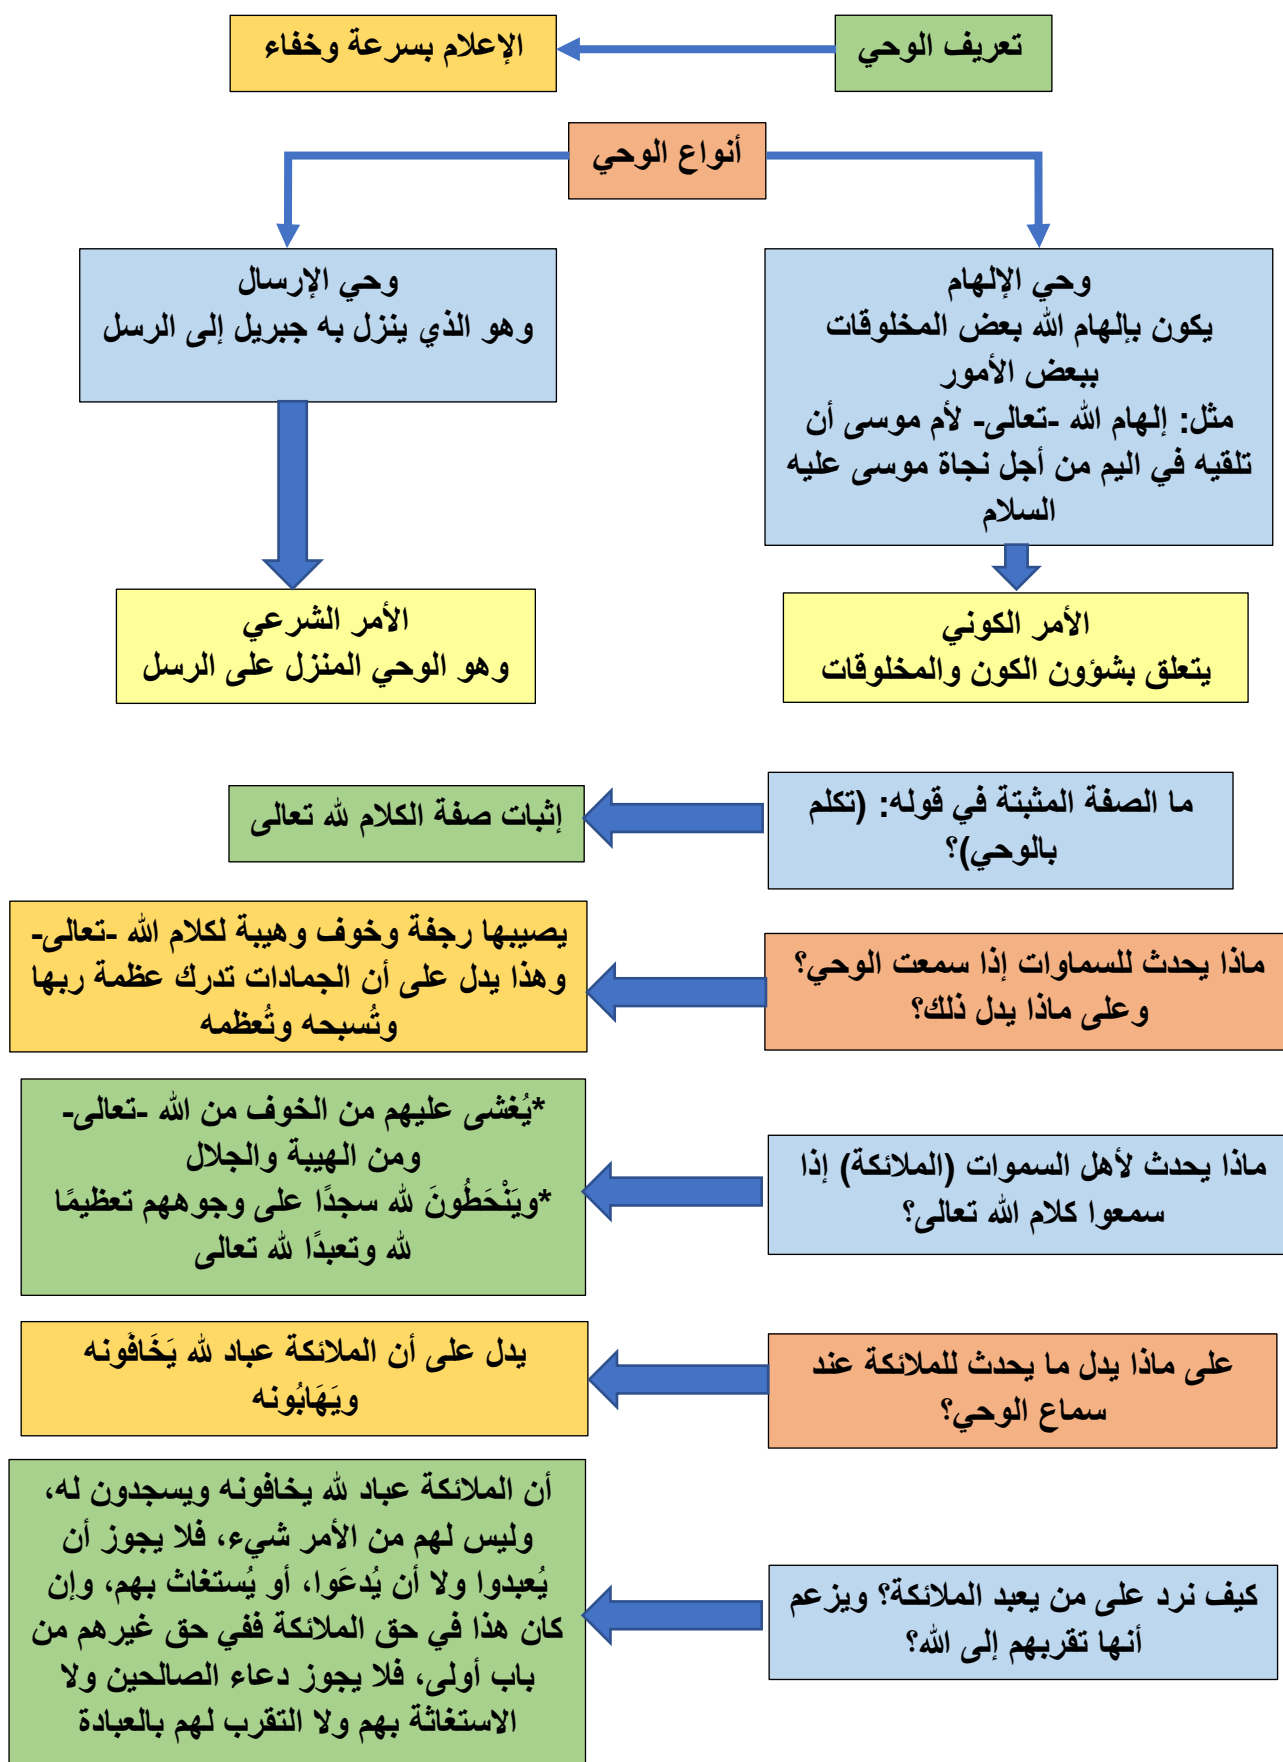 تعريف الوحي
الإعلام بسرعة وخفاء
أنواع الوحي
وحي الإلهام
يكون بإلهام الله بعض المخلوقات
ببعض الأمور
مثل: إلهام الله -تعالى- لأم موسى أن
تلقيه في اليم من أجل نجاة موسى عليه
السلام
وحي الإرسال
وهو الذي ينزل به جبريل إلى الرسل
الأمر الكوني
يتعلق بشؤون الكون والمخلوقات
الأمر الشرعي
وهو الوحي المنزل على الرسل
ما الصفة المثبتة في قوله: (تكلم
بالوحي)؟
إثبات صفة الكلام لله تعالى
ماذا يحدث للسماوات إذا سمعت الوحي؟
وعلى ماذا يدل ذلك؟
يصيبها رجفة وخوف وهيبة لكلام الله -تعالى-
وهذا يدل على أن الجمادات تدرك عظمة ربها
وتُسبحه وتُعظمه
ماذا يحدث لأهل السموات (الملائكة) إذا
سمعوا كلام الله تعالى؟
*يُغشى عليهم من الخوف من الله -تعالى-
ومن الهيبة والجلال
*ويَنْحَطُونَ لله سجدًا على وجوههم تعظيمًا
لله وتعبدًا لله تعالى
على ماذا يدل ما يحدث للملائكة عند
سماع الوحي؟
يدل على أن الملائكة عباد لله يَخَافُونه
ويَهَابُونه
كيف نرد على من يعبد الملائكة؟ ويزعم
أنها تقربهم إلى الله؟
أن الملائكة عباد لله يخافونه ويسجدون له،
وليس لهم من الأمر شيء، فلا يجوز أن
يُعبدوا ولا أن يُدعَوا، أو يُستغاث بهم، وإن
كان هذا في حق الملائكة ففي حق غيرهم من
باب أولى، فلا يجوز دعاء الصالحين ولا
الاستغاثة بهم ولا التقرب لهم بالعبادة